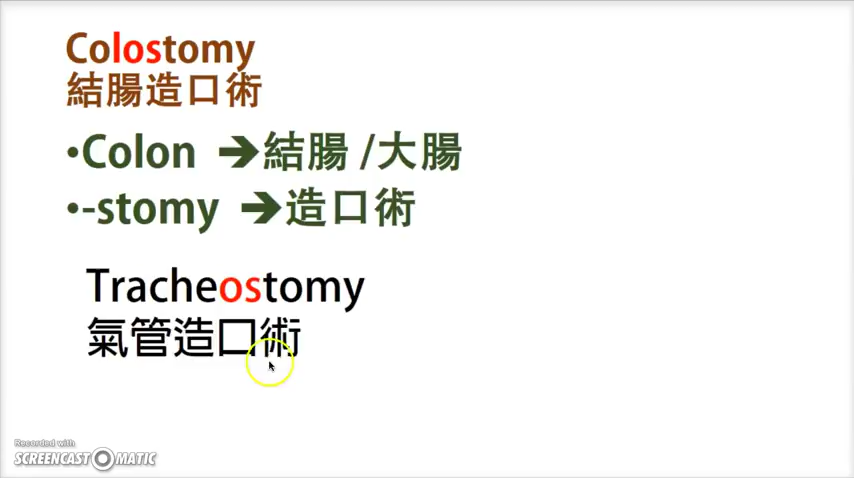 Colostomy
結腸造口術
•Colon ➔結腸 /大腸
•-stomy ➔造口術
Tracheostomy
氣管造口術
Recorded with
SCREENCAST O MATIC